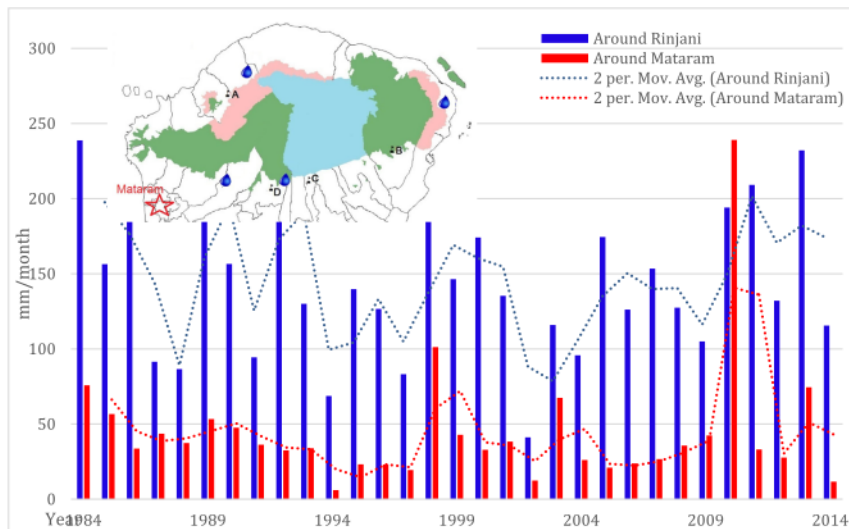 300
250
200
150
100
50
0
mm/month
Around Rinjani
Around Mataram
2 per. Mov. Avg. (Around Rinjani)
2 per. Mov. Avg. (Around Mataram)
A
B
C
D
Mataram
Year
1984
1989
1994
1999
2004
2009
2014